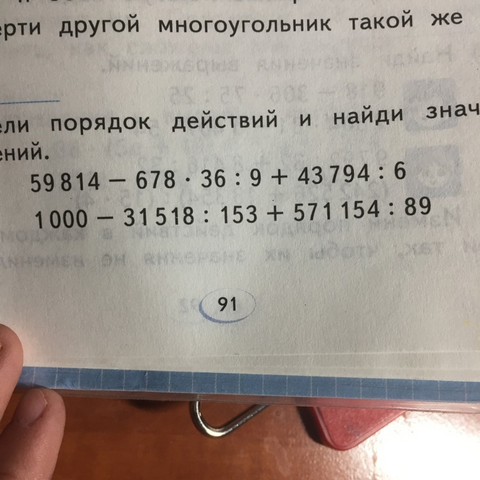 ерти другой многоугольник такой же
ели порядок действий и найди знач
ений.
59 814 − 678 · 36 : 9 + 43 794 : 6
1 000 − 31 518 : 153 + 571 154 : 89
91